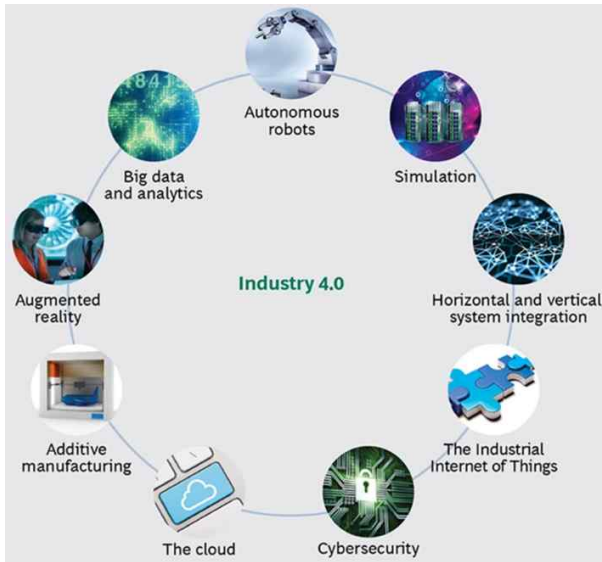 Autonomous
robots
Simulation
Horizontal and vertical
system integration
The Industrial
Internet of Things
Cybersecurity
The cloud
Additive
manufacturing
Augmented
reality
Big data
and analytics
Industry 4.0